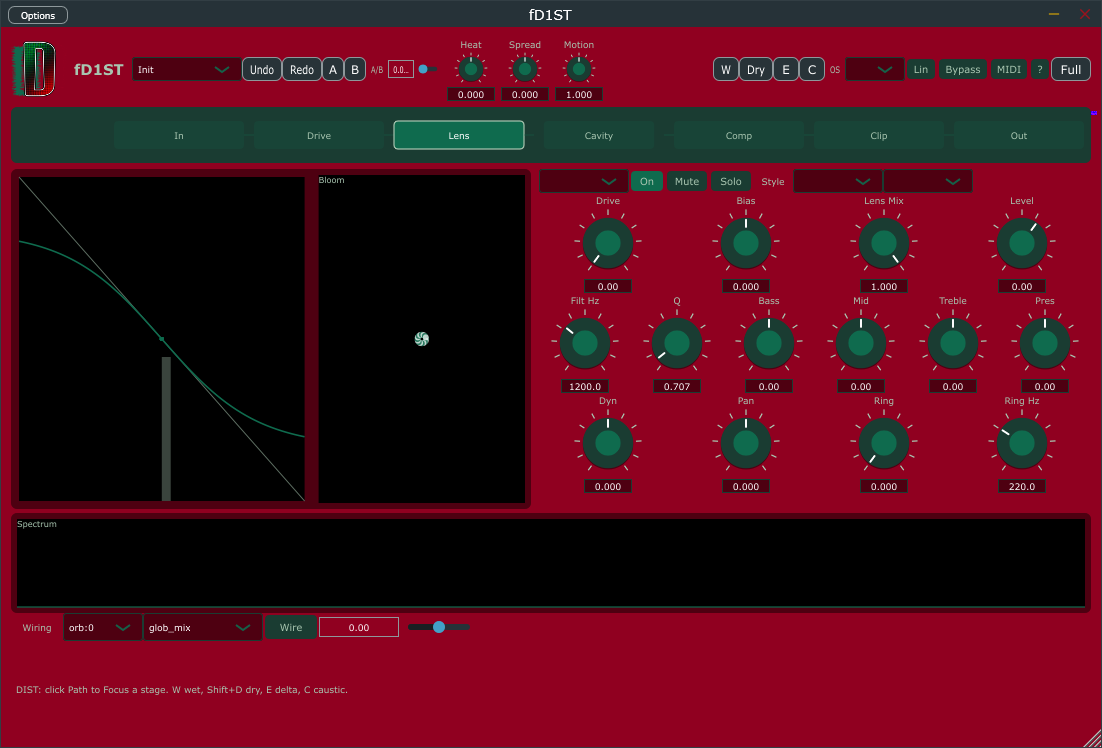 Options
fD1ST
D
fD1ST
Init
Undo Redo A B A/B 0.0...
Heat Spread Motion
0.000 0.000 1.000
W Dry E C OS Lin Bypass MIDI ? Full
In Drive Lens Cavity Comp Clip Out
Bloom
On Mute Solo Style
Drive Bias Lens Mix Level
0.00 0.000 1.000 0.00
Filt Hz Q Bass Mid Treble Pres
1200.0 0.707 0.00 0.00 0.00 0.00
Dyn Pan Ring Ring Hz
0.000 0.000 0.000 220.0
Spectrum
Wiring orb:0 glob_mix Wire 0.00
DIST: click Path to Focus a stage. W wet, Shift+D dry, E delta, C caustic.